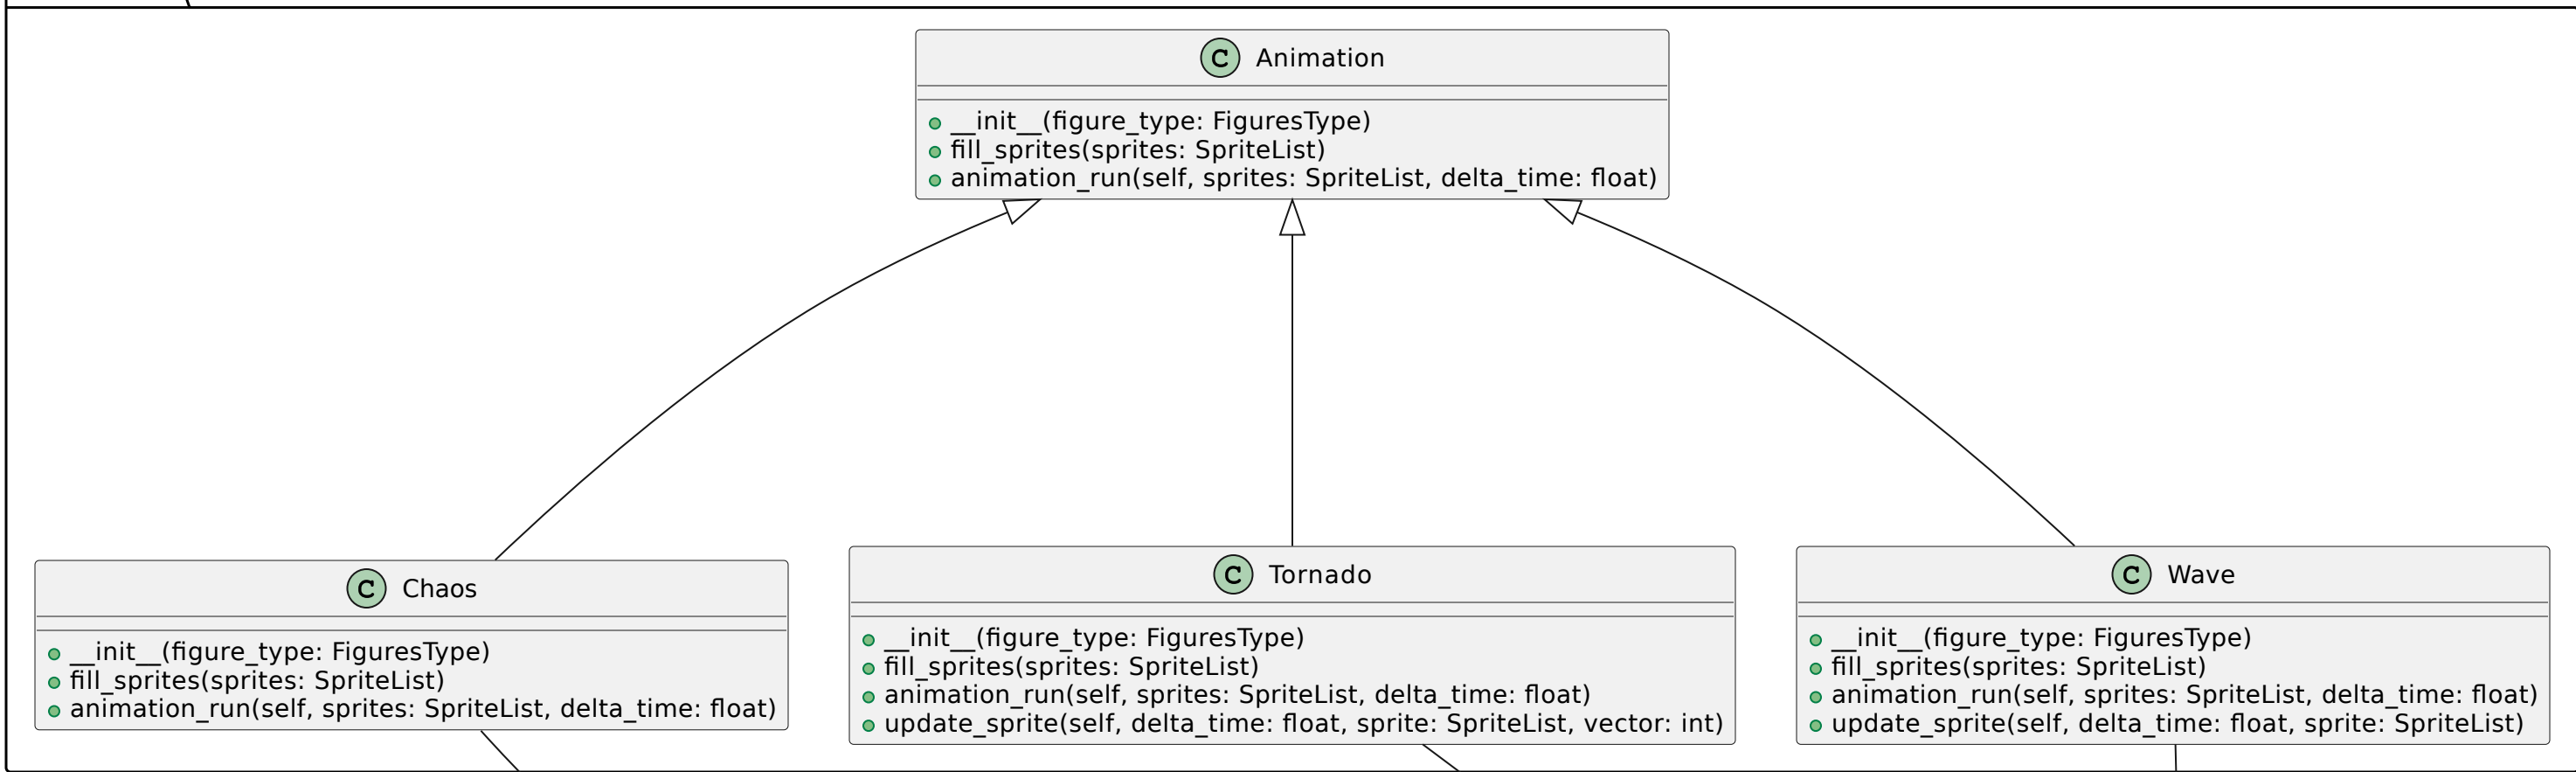 C Animation
__init__(figure_type: FiguresType)
fill_sprites(sprites: SpriteList)
animation_run(self, sprites: SpriteList, delta_time: float)
C Chaos
__init__(figure_type: FiguresType)
fill_sprites(sprites: SpriteList)
animation_run(self, sprites: SpriteList, delta_time: float)
C Tornado
__init__(figure_type: FiguresType)
fill_sprites(sprites: SpriteList)
animation_run(self, sprites: SpriteList, delta_time: float)
update_sprite(self, delta_time: float, sprite: SpriteList, vector: int)
C Wave
__init__(figure_type: FiguresType)
fill_sprites(sprites: SpriteList)
animation_run(self, sprites: SpriteList, delta_time: float)
update_sprite(self, delta_time: float, sprite: SpriteList)